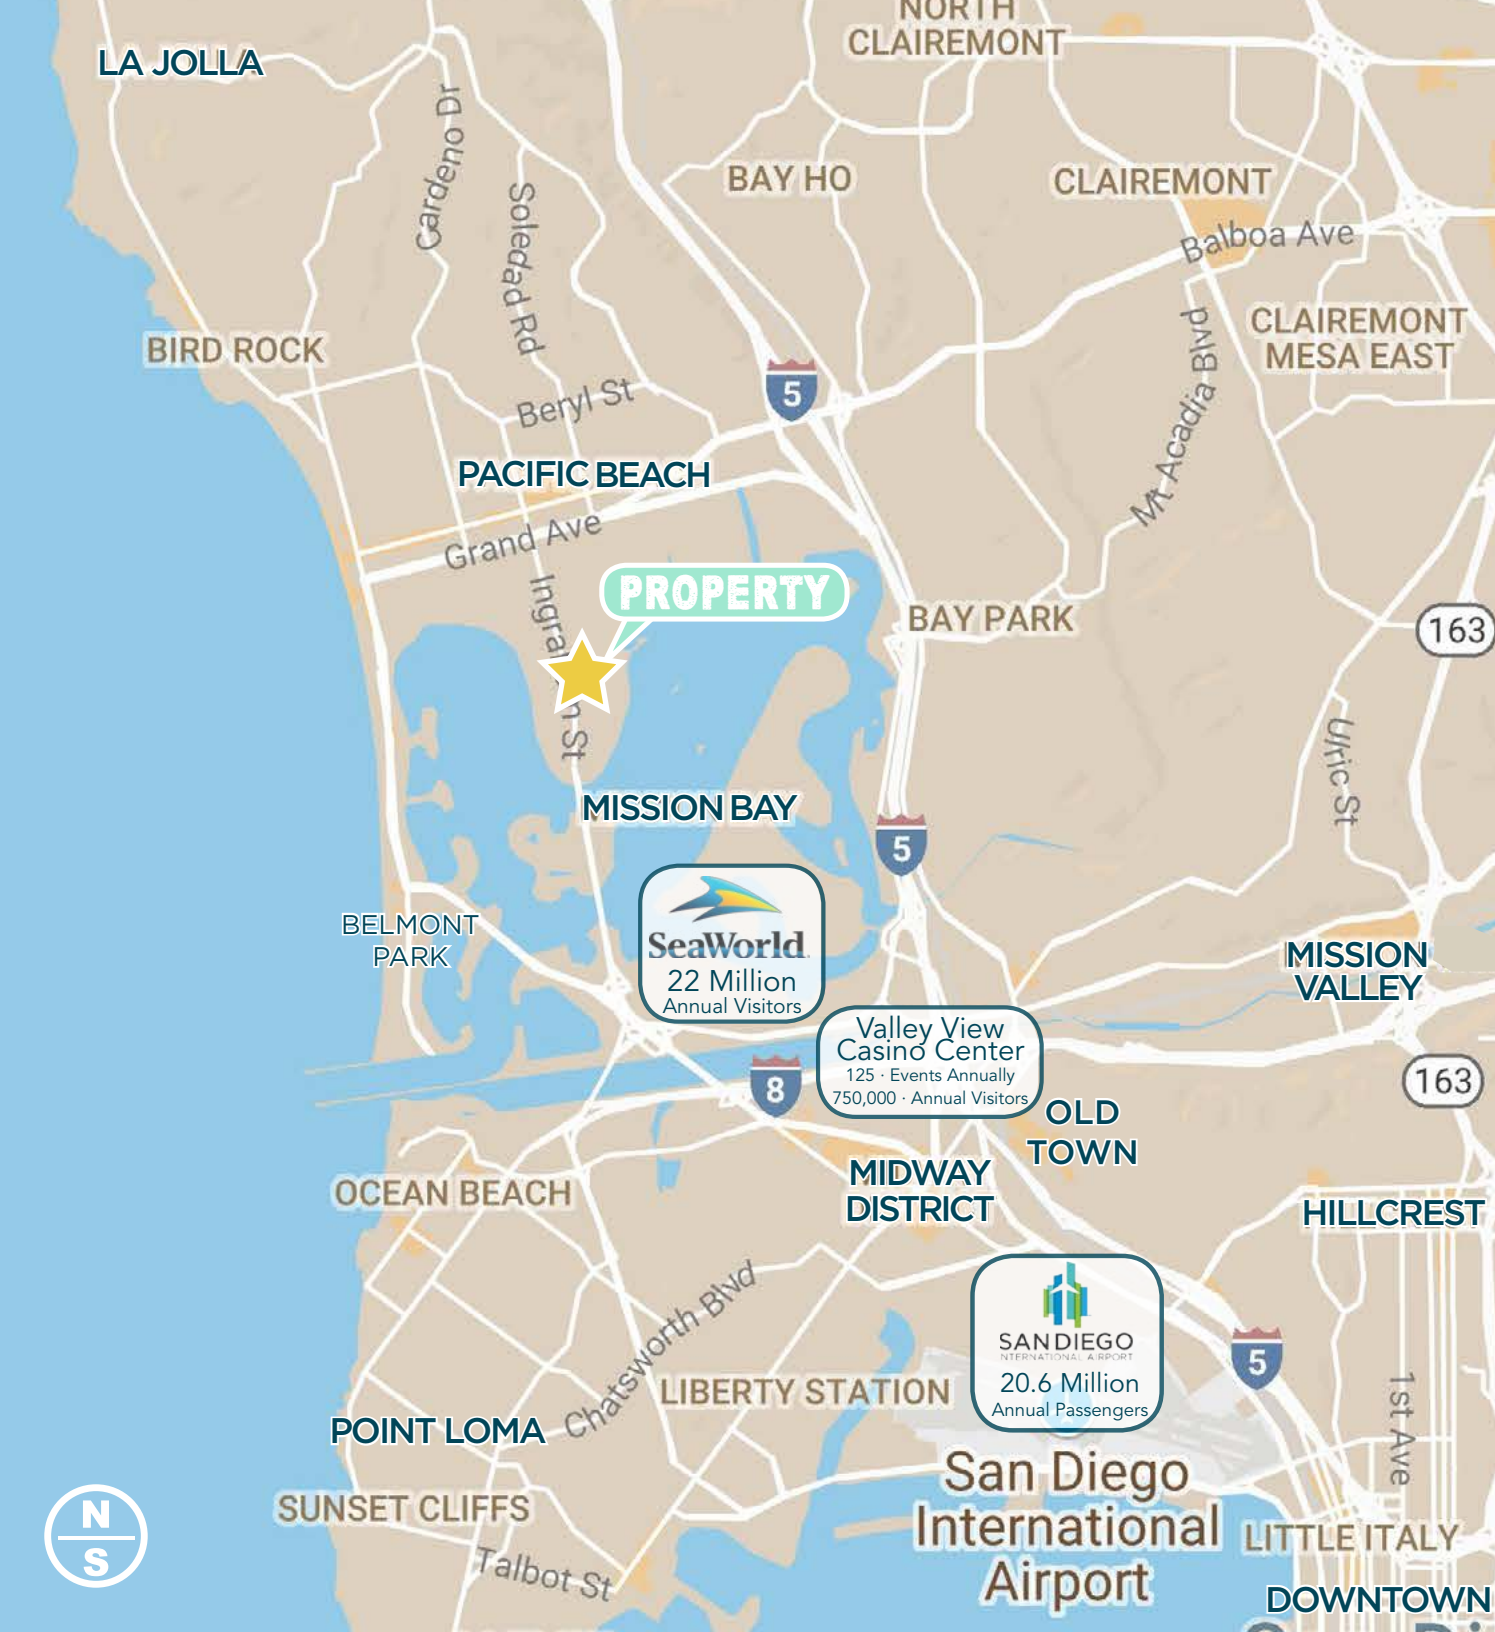 NORTH
CLAIREMONT
LA JOLLA
Cardeno Dr
Soledad Rd
BAY HO
CLAIREMONT
Balboa Ave
BIRD ROCK
CLAIREMONT
MESA EAST
Mt Acadia Blvd
5
Beryl St
PACIFIC BEACH
Grand Ave
PROPERTY
BAY PARK
163
Ulric St
MISSION BAY
5
BELMONT
PARK
SeaWorld
22 Million
Annual Visitors
MISSION
VALLEY
Valley View
Casino Center
125 · Events Annually
750,000 · Annual Visitors
8
163
OLD
TOWN
MIDWAY
DISTRICT
OCEAN BEACH
HILLCREST
Chatsworth Blvd
SAN DIEGO
INTERNATIONAL AIRPORT
20.6 Million
Annual Passengers
5
LIBERTY STATION
1st Ave
POINT LOMA
San Diego
International
Airport
SUNSET CLIFFS
LITTLE ITALY
Talbot St
N
S
DOWNTOWN